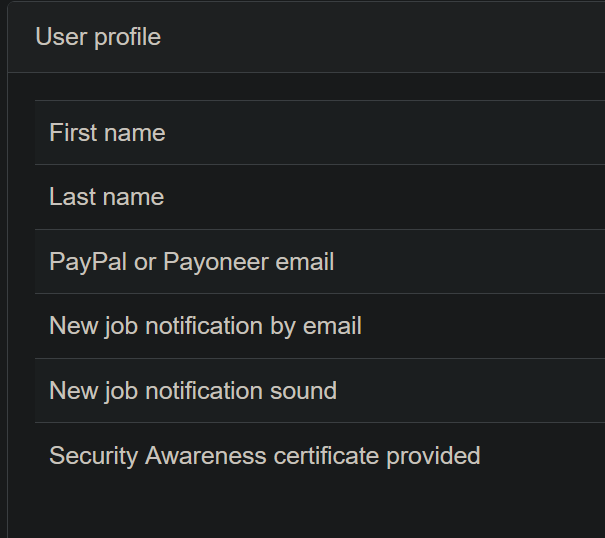 User profile
First name
Last name
PayPal or Payoneer email
New job notification by email
New job notification sound
Security Awareness certificate provided